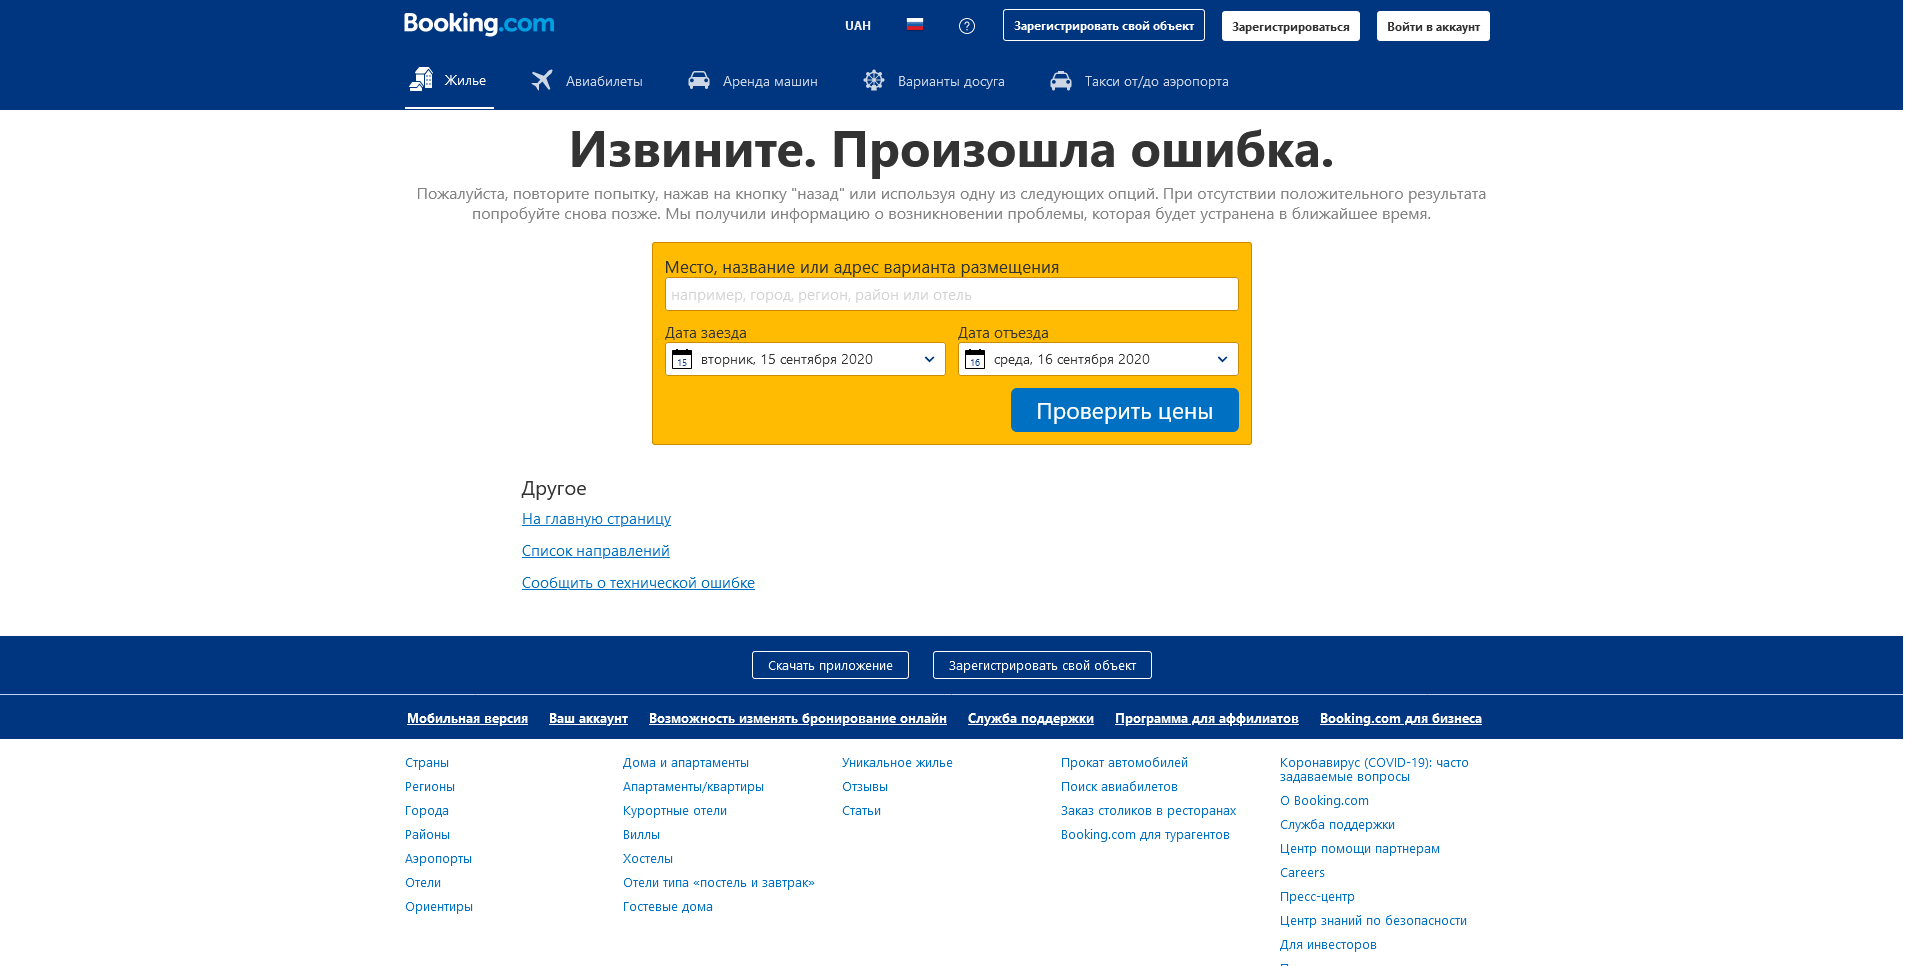 Booking.com
UAH
Зарегистрировать свой объект
Зарегистрироваться
Войти в аккаунт
Жилье
Авиабилеты
Аренда машин
Варианты досуга
Такси от/до аэропорта
Извините. Произошла ошибка.
Пожалуйста, повторите попытку, нажав на кнопку "назад" или используя одну из следующих опций. При отсутствии положительного результата
попробуйте снова позже. Мы получили информацию о возникновении проблемы, которая будет устранена в ближайшее время.
Место, название или адрес варианта размещения
например, город, регион, район или отель
Дата заезда
Дата отъезда
15
вторник, 15 сентября 2020
16
среда, 16 сентября 2020
Проверить цены
Другое
На главную страницу
Список направлений
Сообщить о технической ошибке
Скачать приложение
Зарегистрировать свой объект
Мобильная версия
Ваш аккаунт
Возможность изменять бронирование онлайн
Служба поддержки
Программа для аффилиатов
Booking.com для бизнеса
Страны
Регионы
Города
Районы
Аэропорты
Отели
Ориентиры
Дома и апартаменты
Апартаменты/квартиры
Курортные отели
Виллы
Хостелы
Отели типа «постель и завтрак»
Гостевые дома
Уникальное жилье
Отзывы
Статьи
Прокат автомобилей
Поиск авиабилетов
Заказ столиков в ресторанах
Booking.com для турагентов
Коронавирус (COVID-19): часто
задаваемые вопросы
О Booking.com
Служба поддержки
Центр помощи партнерам
Careers
Пресс-центр
Центр знаний по безопасности
Для инвесторов